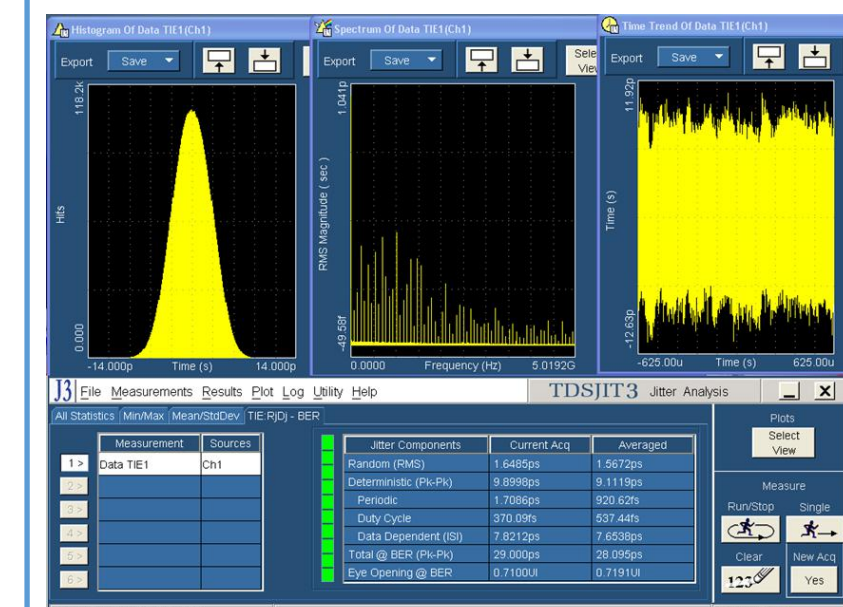 Histogram Of Data TIE1(Ch1)
Export Save
118.2k
Hits
0.000
-14.000p Time (s) 14.000p
Spectrum Of Data TIE1(Ch1)
Export Save Sele
View
1.041p
RMS Magnitude ( sec )
-49.58f
0.0000 Frequency (Hz) 5.0192G
Time Trend Of Data TIE1(Ch1)
Export Save
11.92p
Time (s)
-12.63p
-625.00u Time (s) 625.00u
J3 File Measurements Results Plot Log Utility Help TDSJIT3 Jitter Analysis
All Statistics Min/Max Mean/StdDev TIE:RjDj - BER
Measurement Sources
1 > Data TIE1 Ch1
2 >
3 >
4 >
5 >
6 >
Jitter Components Current Acq Averaged
Random (RMS) 1.6485ps 1.5672ps
Deterministic (Pk-Pk) 9.8998ps 9.1119ps
Periodic 1.7086ps 920.62fs
Duty Cycle 370.09fs 537.44fs
Data Dependent (ISI) 7.8212ps 7.6538ps
Total @ BER (Pk-Pk) 29.000ps 28.095ps
Eye Opening @ BER 0.7100UI 0.7191UI
Plots
Select
View
Measure
Run/Stop Single
Clear New Acq
123 Yes